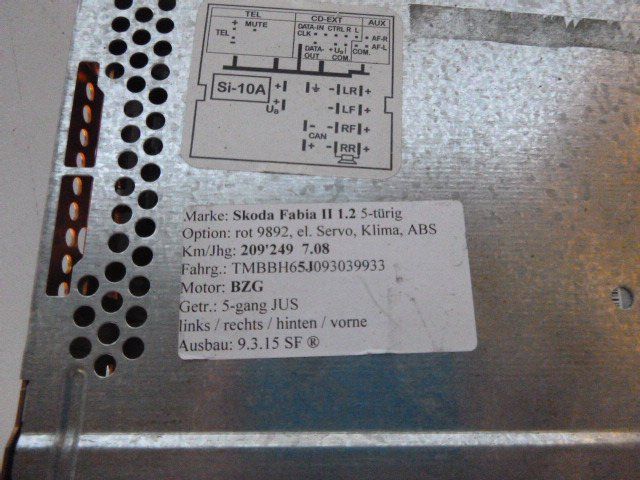 TEL CD-EXT AUX
+ MUTE DATA-IN CTRL R L
TEL CLK AF-R
DATA-OUT +UB COM. COM. AF-L
Si-10A +| -|LR|+
+ UB -|LF|+
|- CAN |+ -|RF|+
-|RR|+
Marke: Skoda Fabia II 1.2 5-türig
Option: rot 9892, el. Servo, Klima, ABS
Km/Jhg: 209'249 7.08
Fahrg.: TMBBH65J093039933
Motor: BZG
Getr.: 5-gang JUS
links / rechts / hinten / vorne
Ausbau: 9.3.15 SF ®